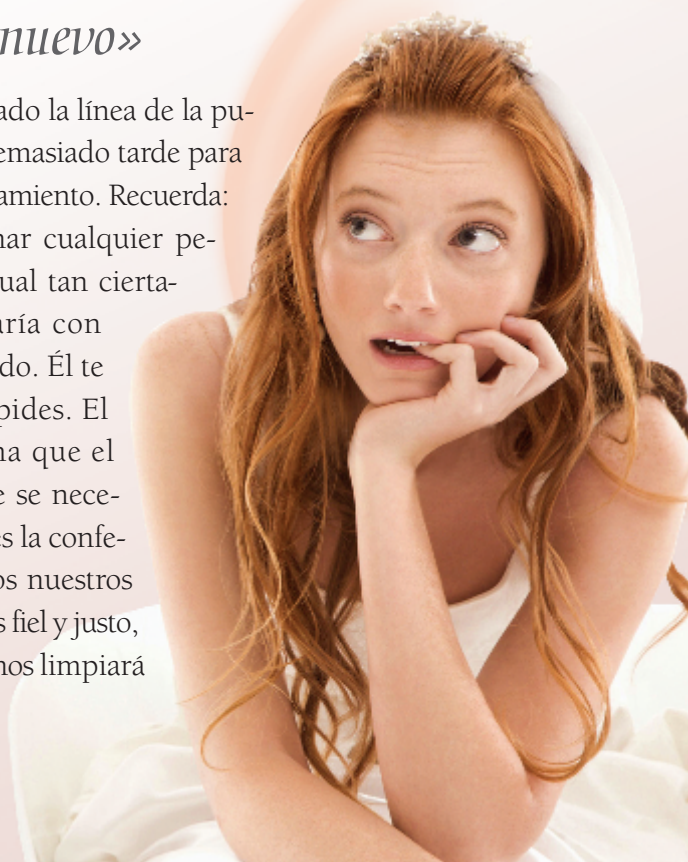 nuevo»
ado la línea de la pu-
emasiado tarde para
amiento. Recuerda:
nar cualquier pe-
ual tan cierta-
aría con
do. Él te
pides. El
na que el
e se nece-
es la confe-
os nuestros
s fiel y justo,
nos limpiará